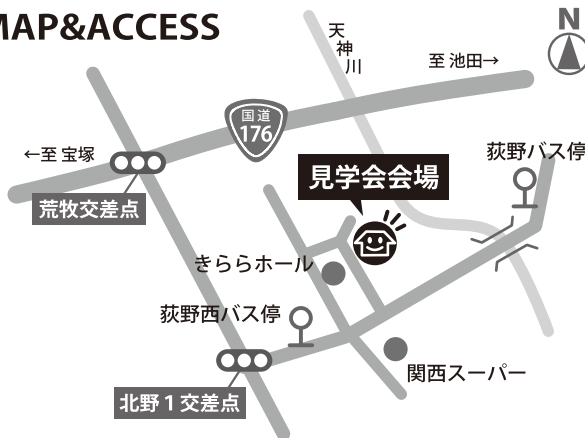 MAP&ACCESS
N
天神川
至 池田→
国道
176
←至 宝塚
荻野バス停
見学会会場
荒牧交差点
きららホール
荻野西バス停
関西スーパー
北野1交差点